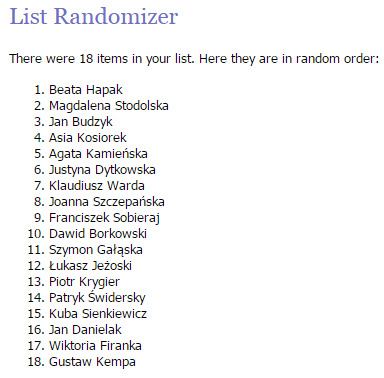 List Randomizer
There were 18 items in your list. Here they are in random order:
1. Beata Hapak
2. Magdalena Stodolska
3. Jan Budzyk
4. Asia Kosiorek
5. Agata Kamieńska
6. Justyna Dytkowska
7. Klaudiusz Warda
8. Joanna Szczepańska
9. Franciszek Sobieraj
10. Dawid Borkowski
11. Szymon Gałąska
12. Łukasz Jeżoski
13. Piotr Krygier
14. Patryk Świdersky
15. Kuba Sienkiewicz
16. Jan Danielak
17. Wiktoria Firanka
18. Gustaw Kempa